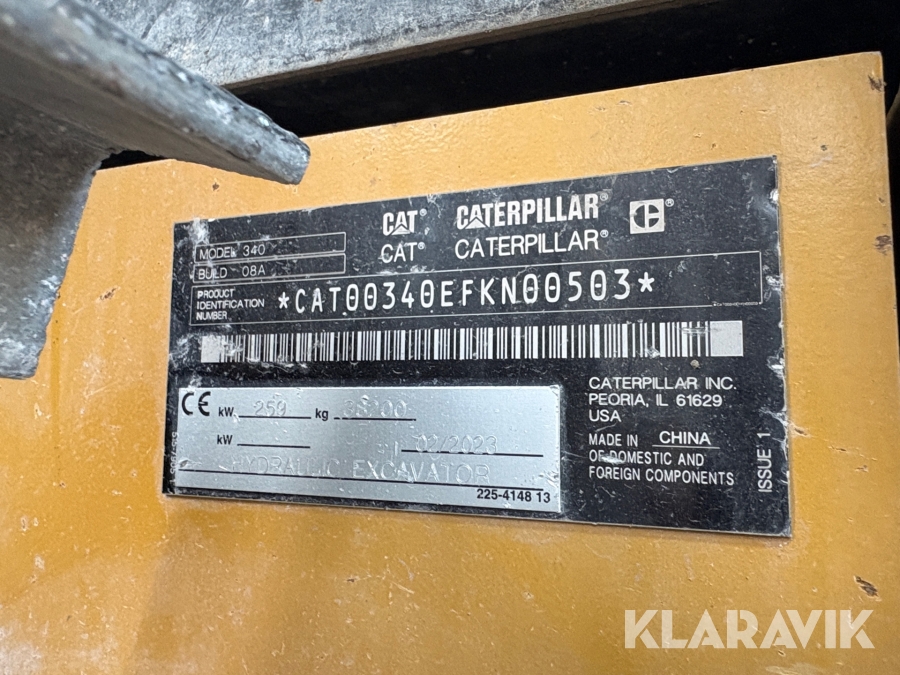 CAT® CATERPILLAR® C®
CAT® CATERPILLAR®
MODEL 340
BUILD 08A
PRODUCT IDENTIFICATION NUMBER *CAT00340EFKN00503*
CE kW 259 kg
kW 02/2023
HYDRAULIC EXCAVATOR
225-4148 13
CATERPILLAR INC.
PEORIA, IL 61629
USA
MADE IN CHINA
OF DOMESTIC AND
FOREIGN COMPONENTS
ISSUE 1
KLARAVIK